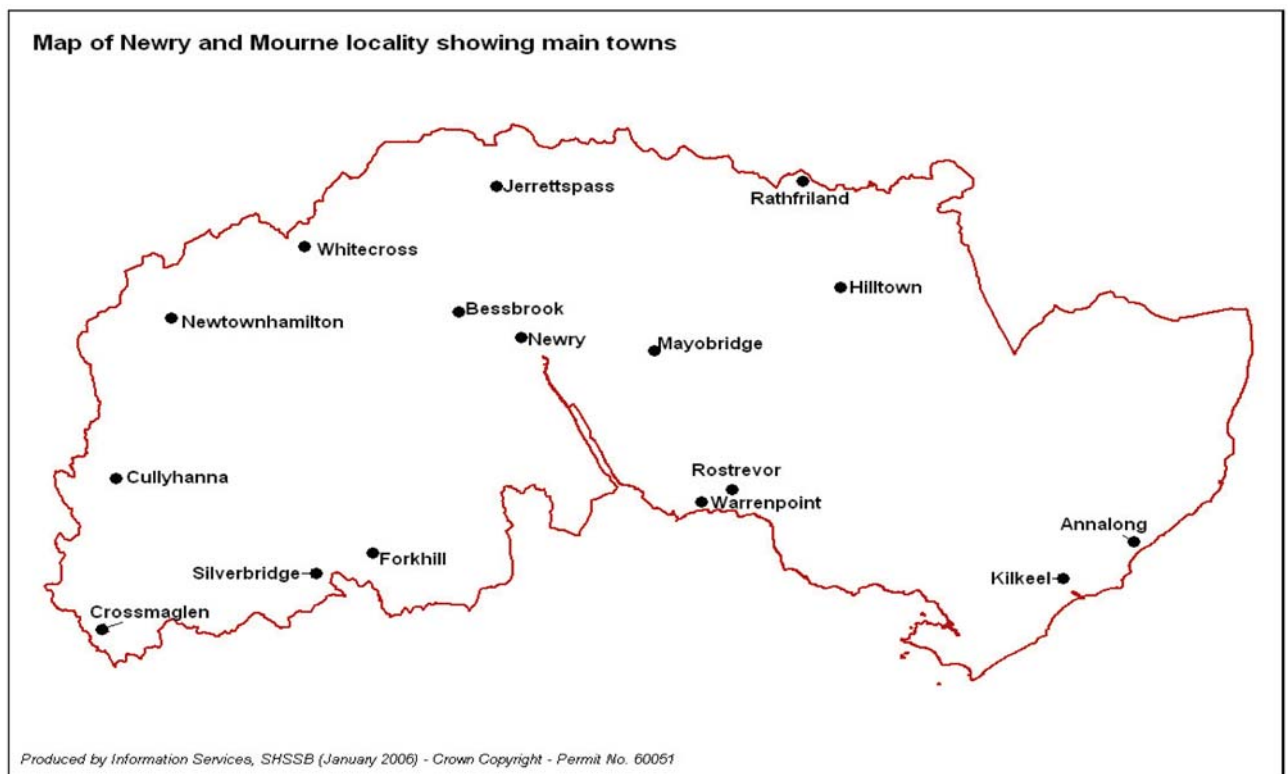 Map of Newry and Mourne locality showing main towns
Jerrettspass
Rathfriland
Whitecross
Hilltown
Bessbrook
Newtownhamilton
Newry
Mayobridge
Rostrevor
Cullyhanna
Warrenpoint
Annalong
Forkhill
Silverbridge
Kilkeel
Crossmaglen
Produced by Information Services, SHSSB (January 2006) - Crown Copyright - Permit No. 60051